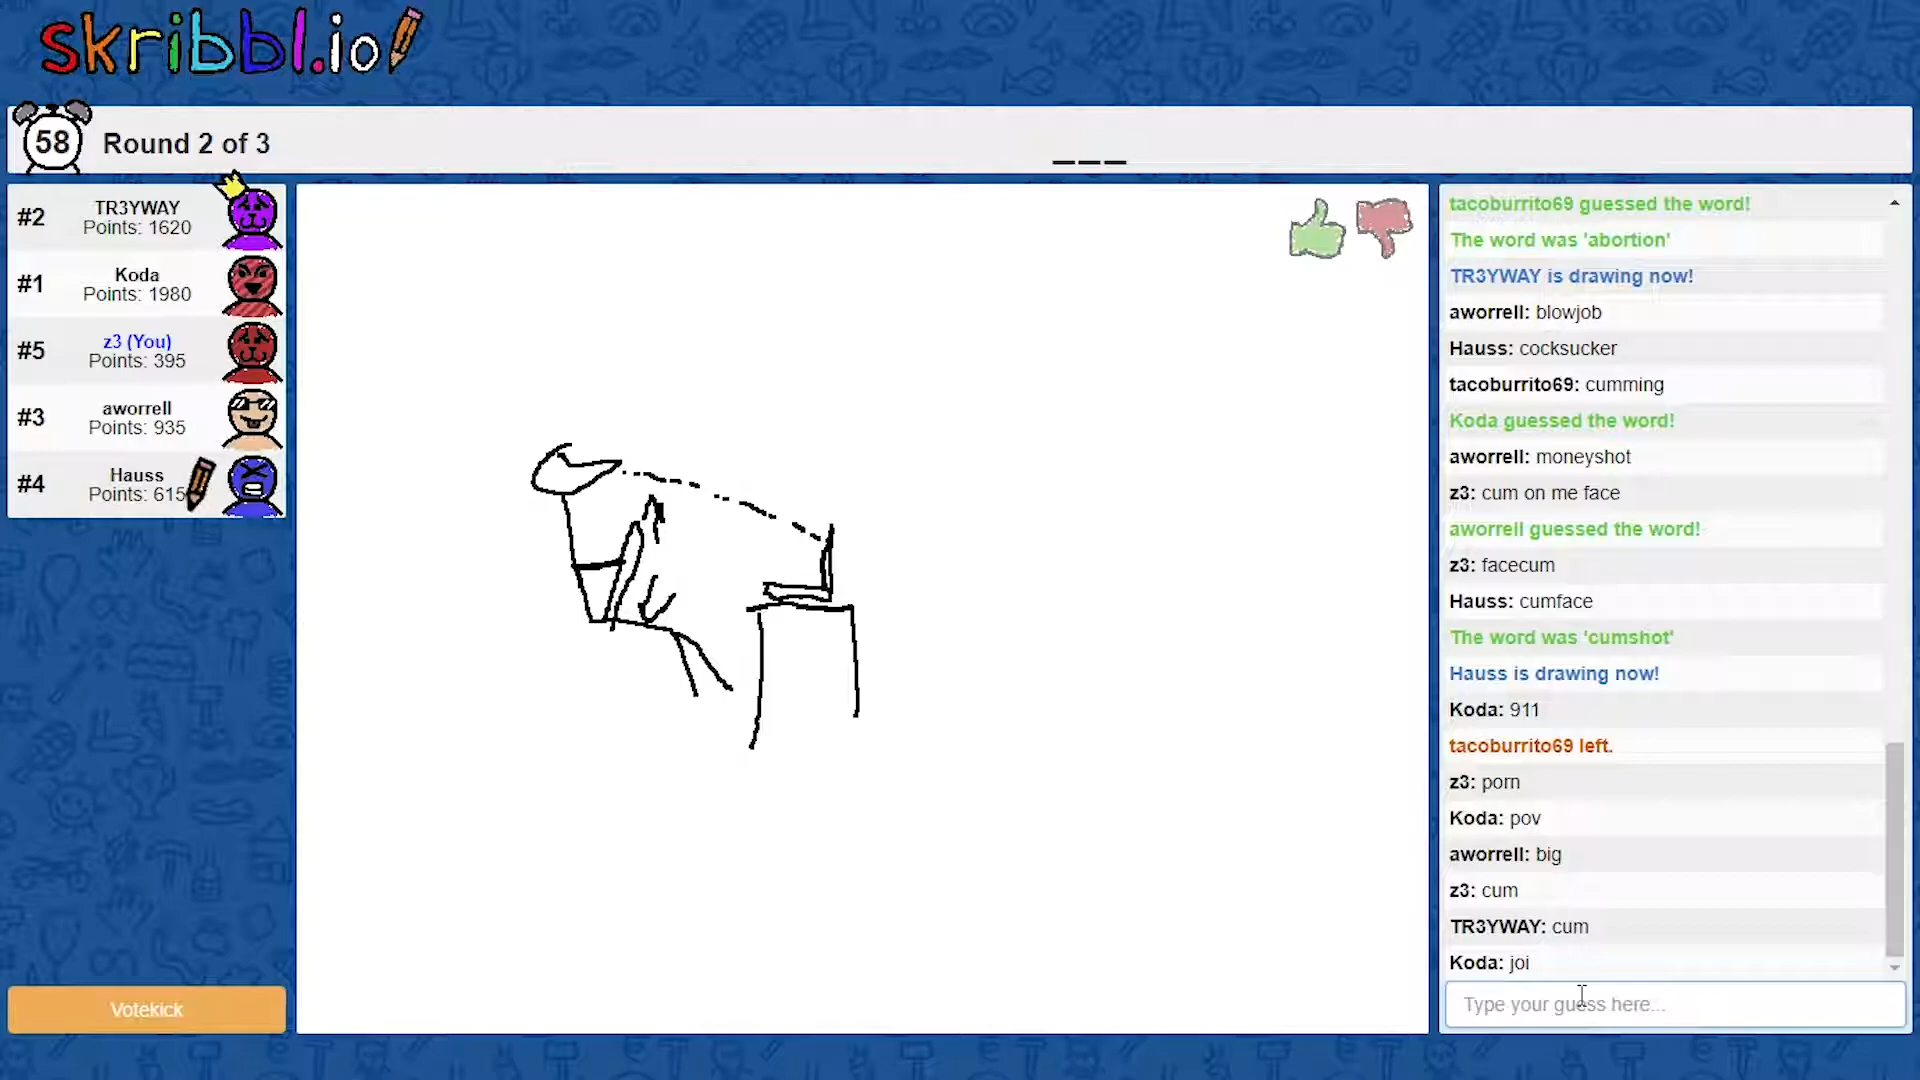 skribbl.io
58 Round 2 of 3
_ _ _
#2 TR3YWAY
Points: 1620
#1 Koda
Points: 1980
#5 z3 (You)
Points: 395
#3 aworrell
Points: 935
#4 Hauss
Points: 615
Votekick
tacoburrito69 guessed the word!
The word was 'abortion'
TR3YWAY is drawing now!
aworrell: blowjob
Hauss: cocksucker
tacoburrito69: cumming
Koda guessed the word!
aworrell: moneyshot
z3: cum on me face
aworrell guessed the word!
z3: facecum
Hauss: cumface
The word was 'cumshot'
Hauss is drawing now!
Koda: 911
tacoburrito69 left.
z3: porn
Koda: pov
aworrell: big
z3: cum
TR3YWAY: cum
Koda: joi
Type your guess here...